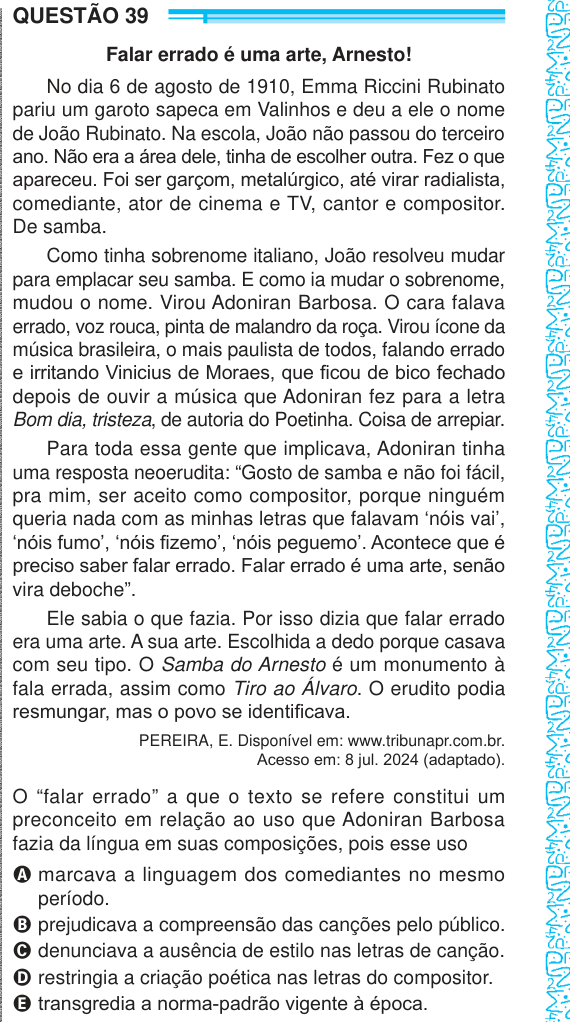 QUESTÃO 39
Falar errado é uma arte, Arnesto!
No dia 6 de agosto de 1910, Emma Riccini Rubinato
pariu um garoto sapeca em Valinhos e deu a ele o nome
de João Rubinato. Na escola, João não passou do terceiro
ano. Não era a área dele, tinha de escolher outra. Fez o que
apareceu. Foi ser garçom, metalúrgico, até virar radialista,
comediante, ator de cinema e TV, cantor e compositor.
De samba.
Como tinha sobrenome italiano, João resolveu mudar
para emplacar seu samba. E como ia mudar o sobrenome,
mudou o nome. Virou Adoniran Barbosa. O cara falava
errado, voz rouca, pinta de malandro da roça. Virou ícone da
música brasileira, o mais paulista de todos, falando errado
e irritando Vinicius de Moraes, que ficou de bico fechado
depois de ouvir a música que Adoniran fez para a letra
Bom dia, tristeza, de autoria do Poetinha. Coisa de arrepiar.
Para toda essa gente que implicava, Adoniran tinha
uma resposta neoerudita: “Gosto de samba e não foi fácil,
pra mim, ser aceito como compositor, porque ninguém
queria nada com as minhas letras que falavam ‘nóis vai’,
‘nóis fumo’, ‘nóis fizemo’, ‘nóis peguemo’. Acontece que é
preciso saber falar errado. Falar errado é uma arte, senão
vira deboche”.
Ele sabia o que fazia. Por isso dizia que falar errado
era uma arte. A sua arte. Escolhida a dedo porque casava
com seu tipo. O Samba do Arnesto é um monumento à
fala errada, assim como Tiro ao Álvaro. O erudito podia
resmungar, mas o povo se identificava.
PEREIRA, E. Disponível em: www.tribunapr.com.br.
Acesso em: 8 jul. 2024 (adaptado).
O “falar errado” a que o texto se refere constitui um
preconceito em relação ao uso que Adoniran Barbosa
fazia da língua em suas composições, pois esse uso
A marcava a linguagem dos comediantes no mesmo
período.
B prejudicava a compreensão das canções pelo público.
C denunciava a ausência de estilo nas letras de canção.
D restringia a criação poética nas letras do compositor.
E transgredia a norma-padrão vigente à época.